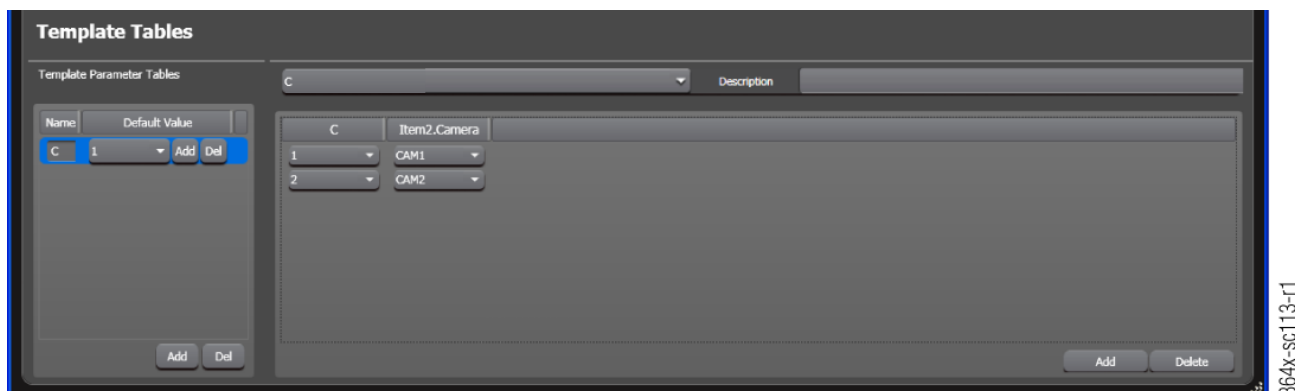 Template Tables
Template Parameter Tables
C
Description
Name Default Value
C 1 Add Del
C Item2.Camera
1 CAM1
2 CAM2
Add Del
Add Delete
864x-sc113-r1